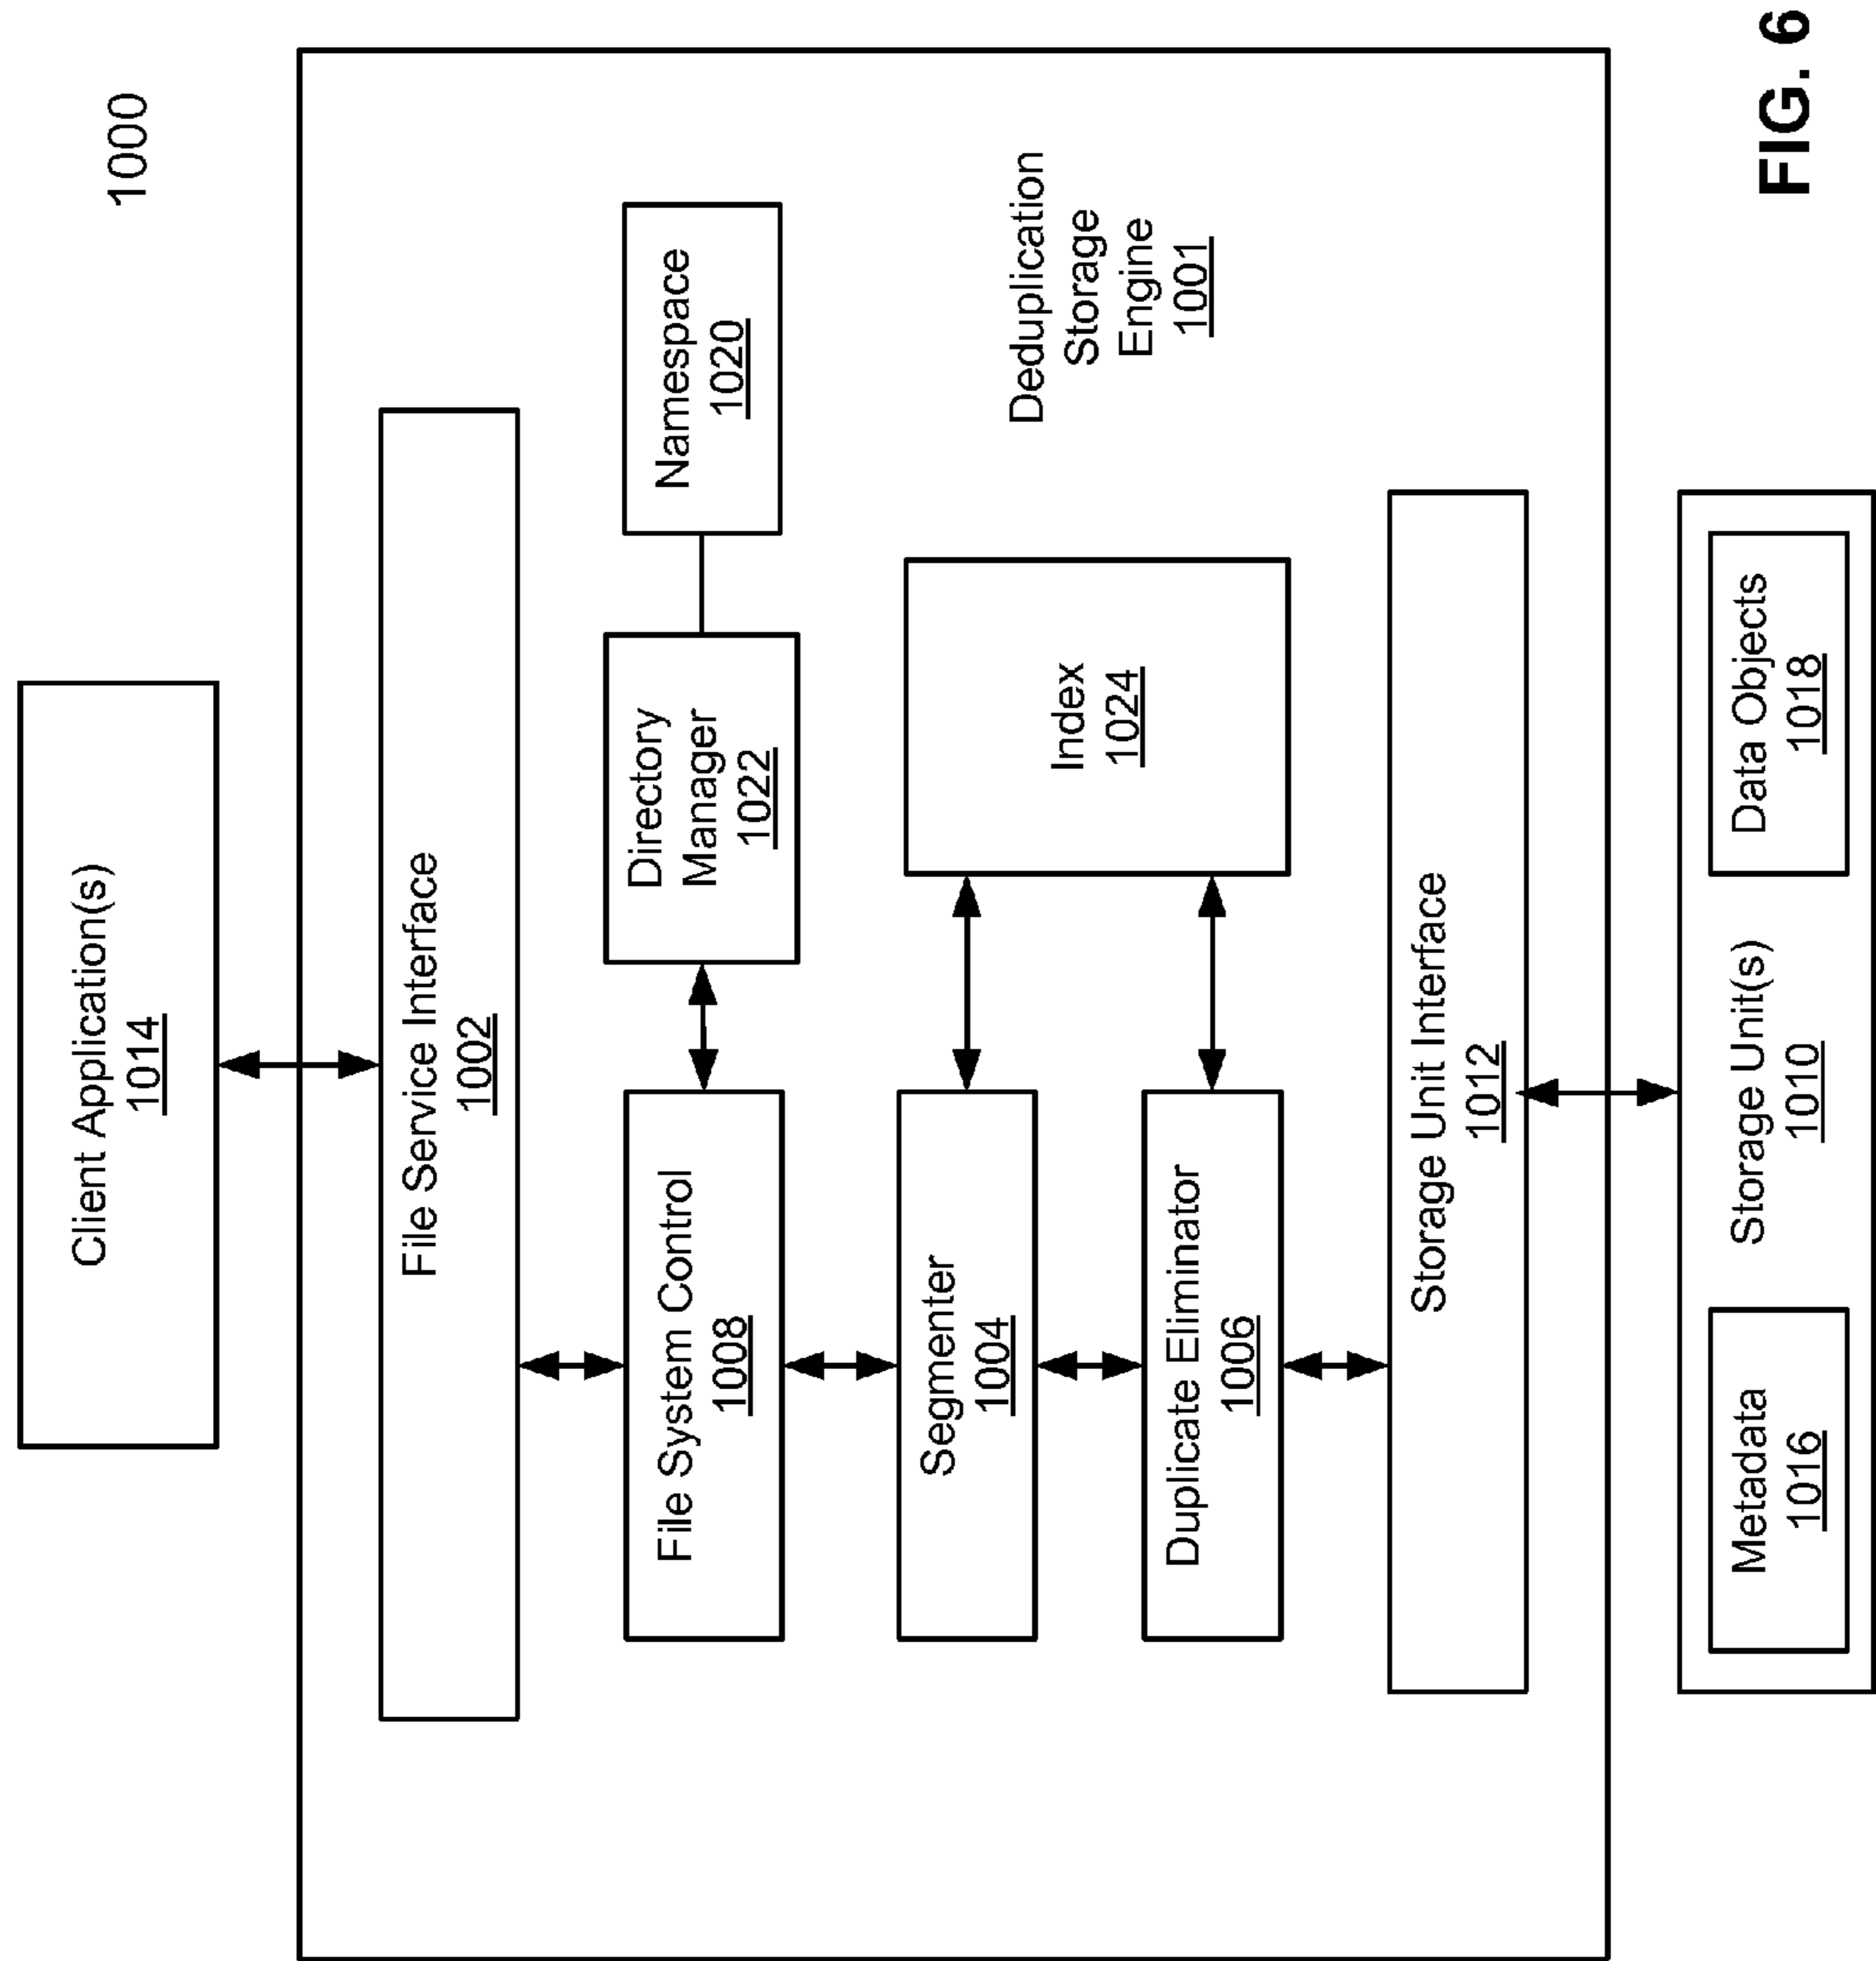 1000
Client Application(s)
1014
File Service Interface
1002
File System Control
1008
Directory
Manager
1022
Namespace
1020
Segmenter
1004
Index
1024
Duplicate Eliminator
1006
Deduplication
Storage
Engine
1001
Storage Unit Interface
1012
Metadata
1016
Storage Unit(s)
1010
Data Objects
1018
FIG. 6